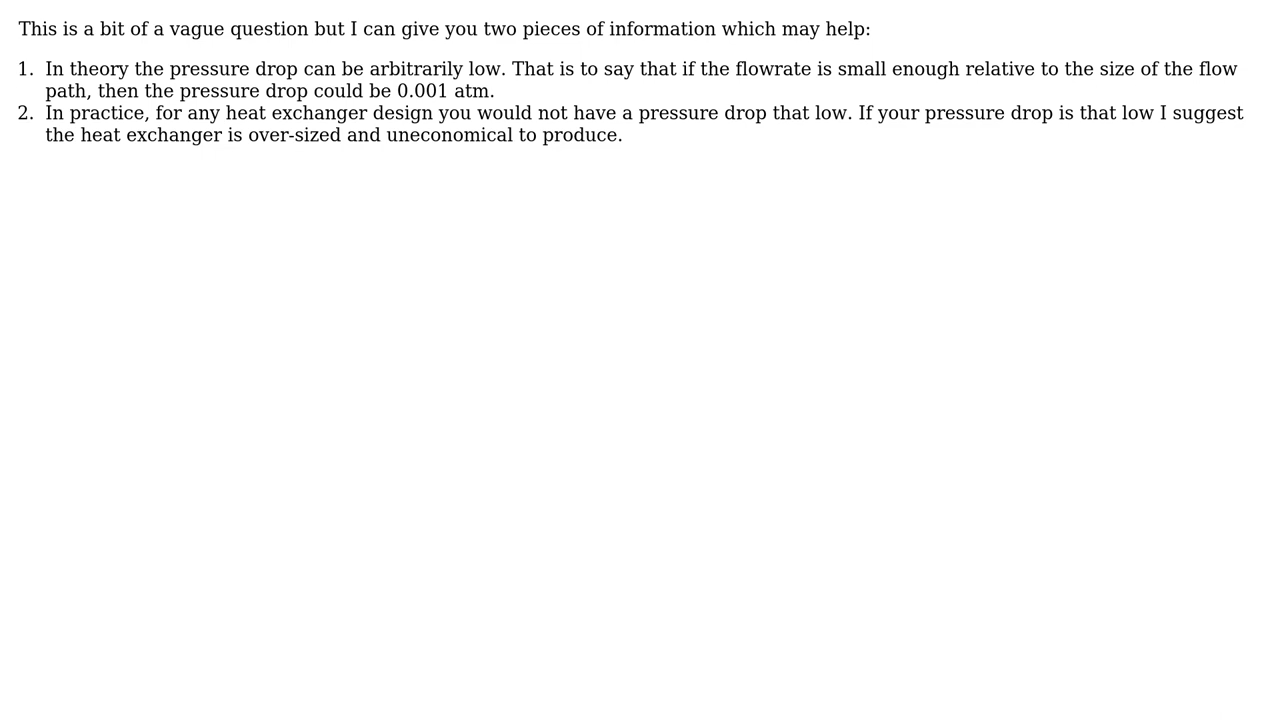 This is a bit of a vague question but I can give you two pieces of information which may help:
1. In theory the pressure drop can be arbitrarily low. That is to say that if the flowrate is small enough relative to the size of the flow
path, then the pressure drop could be 0.001 atm.
2. In practice, for any heat exchanger design you would not have a pressure drop that low. If your pressure drop is that low I suggest
the heat exchanger is over-sized and uneconomical to produce.